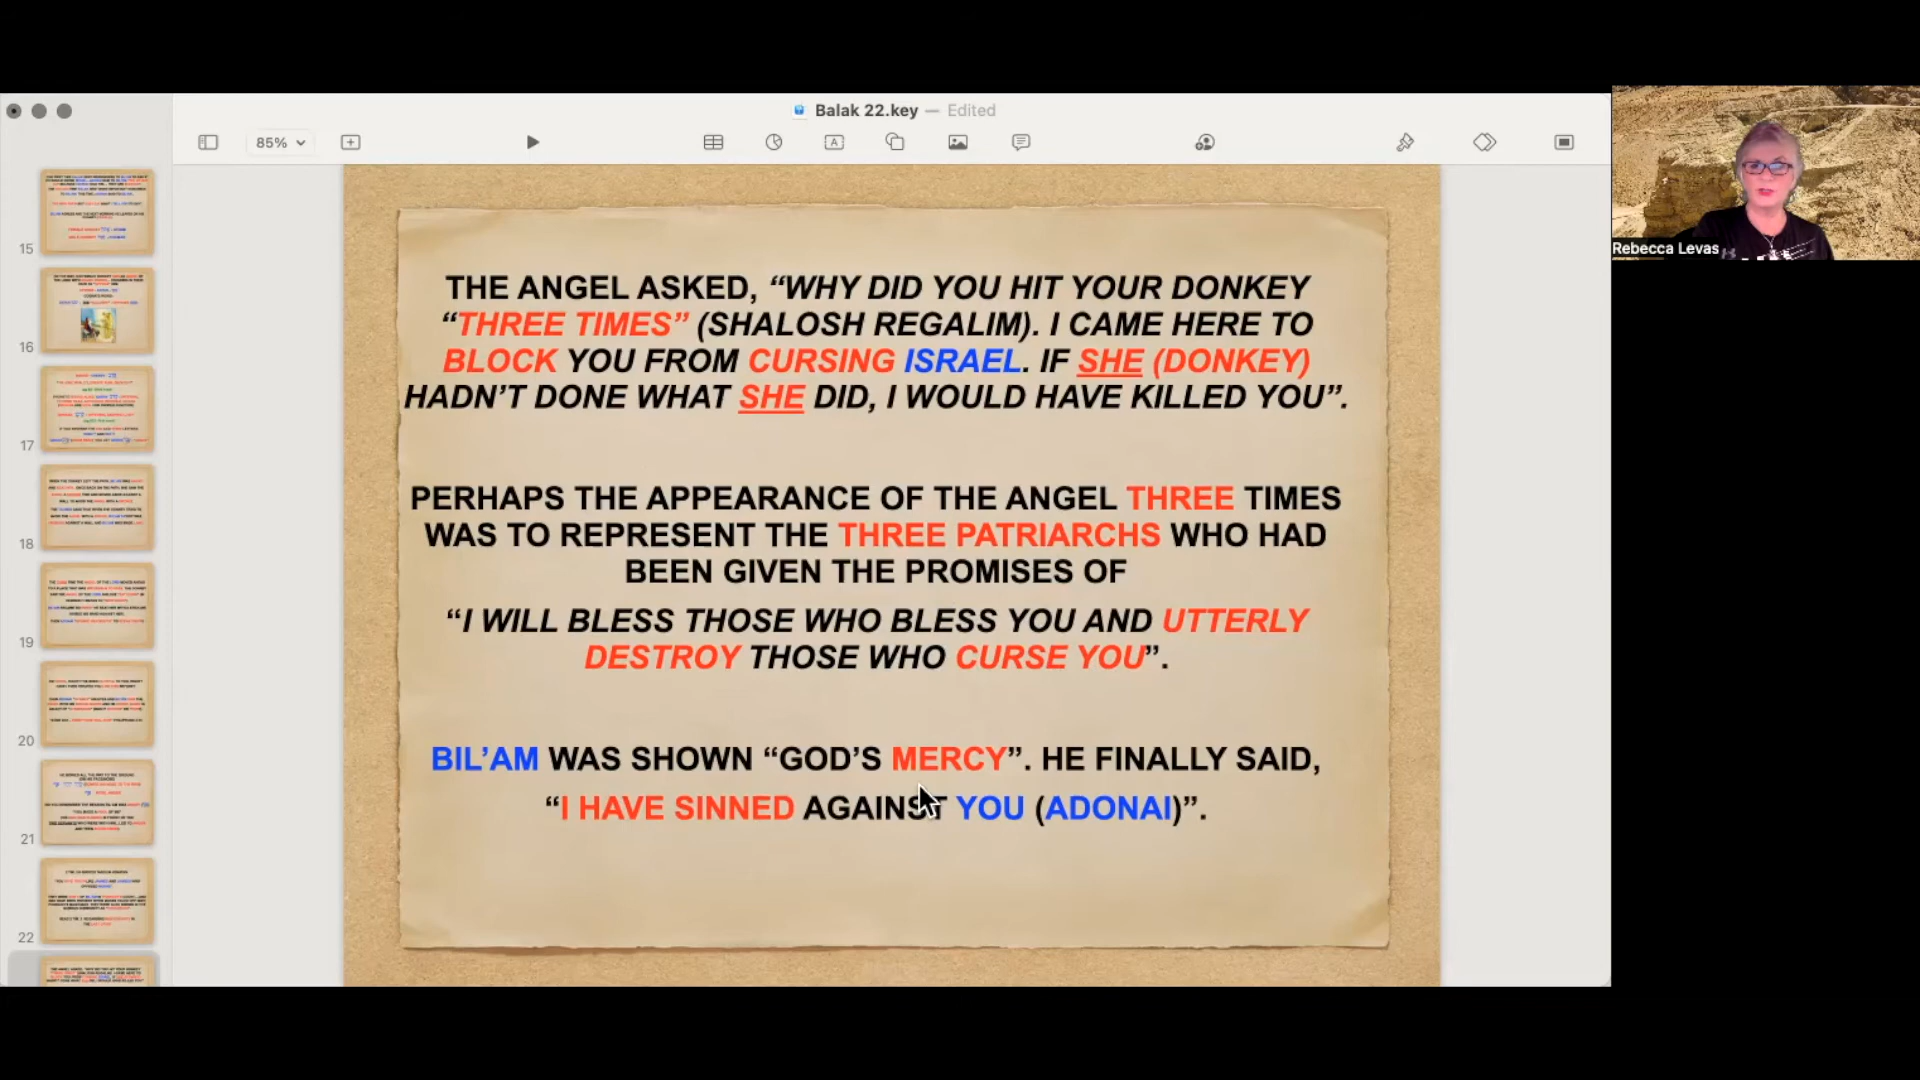 Balak 22.key — Edited
85%
Rebecca Levas
THE ANGEL ASKED, “WHY DID YOU HIT YOUR DONKEY
“THREE TIMES” (SHALOSH REGALIM). I CAME HERE TO
BLOCK YOU FROM CURSING ISRAEL. IF SHE (DONKEY)
HADN’T DONE WHAT SHE DID, I WOULD HAVE KILLED YOU”.
PERHAPS THE APPEARANCE OF THE ANGEL THREE TIMES
WAS TO REPRESENT THE THREE PATRIARCHS WHO HAD
BEEN GIVEN THE PROMISES OF
“I WILL BLESS THOSE WHO BLESS YOU AND UTTERLY
DESTROY THOSE WHO CURSE YOU”.
BIL’AM WAS SHOWN “GOD’S MERCY”. HE FINALLY SAID,
“I HAVE SINNED AGAINST YOU (ADONAI)”.
15
16
17
18
19
20
21
22